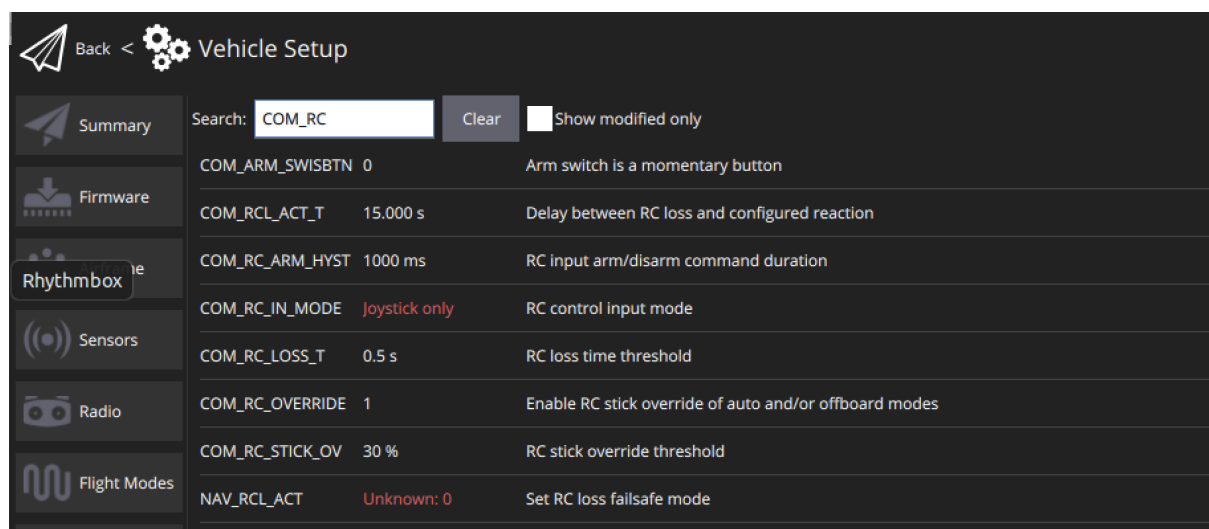 Back < Vehicle Setup
Summary
Firmware
Rhythmbox
Sensors
Radio
Flight Modes
Search: COM_RC Clear Show modified only
COM_ARM_SWISBTN 0 Arm switch is a momentary button
COM_RCL_ACT_T 15.000 s Delay between RC loss and configured reaction
COM_RC_ARM_HYST 1000 ms RC input arm/disarm command duration
COM_RC_IN_MODE Joystick only RC control input mode
COM_RC_LOSS_T 0.5 s RC loss time threshold
COM_RC_OVERRIDE 1 Enable RC stick override of auto and/or offboard modes
COM_RC_STICK_OV 30 % RC stick override threshold
NAV_RCL_ACT Unknown: 0 Set RC loss failsafe mode